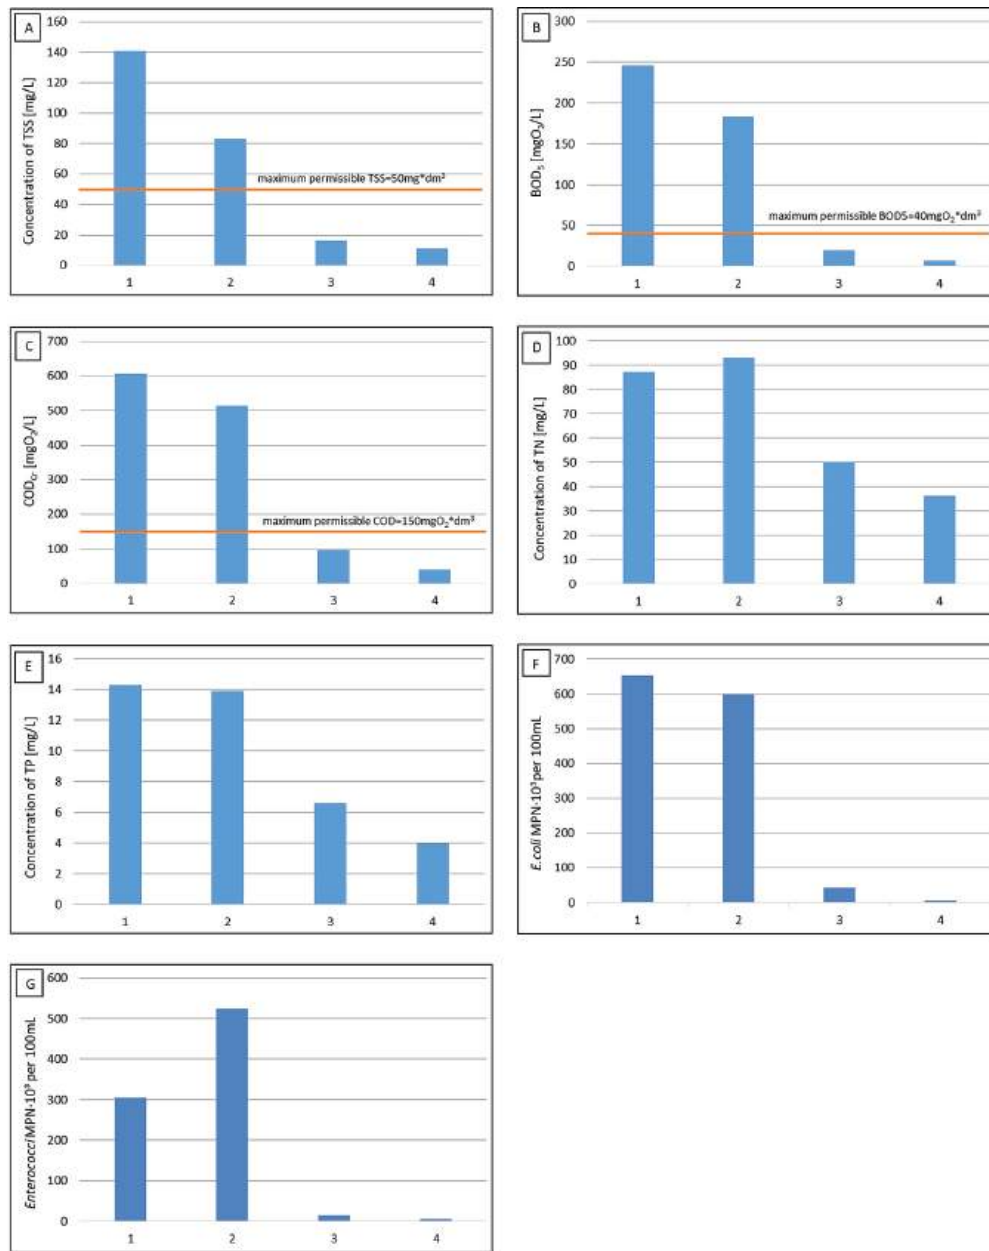 A
Concentration of TSS [mg/L]
160
140
120
100
80
60
40
20
0
maximum permissible TSS=50mg*dm³
1 2 3 4
B
BOD₅ [mgO₂/L]
300
250
200
150
100
50
0
maximum permissible BOD5=40mgO₂*dm³
1 2 3 4
C
COD_Cr [mgO₂/L]
700
600
500
400
300
200
100
0
maximum permissible COD=150mgO₂*dm³
1 2 3 4
D
Concentration of TN [mg/L]
100
90
80
70
60
50
40
30
20
10
0
1 2 3 4
E
Concentration of TP [mg/L]
16
14
12
10
8
6
4
2
0
1 2 3 4
F
E.coli MPN·10³ per 100mL
700
600
500
400
300
200
100
0
1 2 3 4
G
Enterococci MPN·10³ per 100mL
600
500
400
300
200
100
0
1 2 3 4